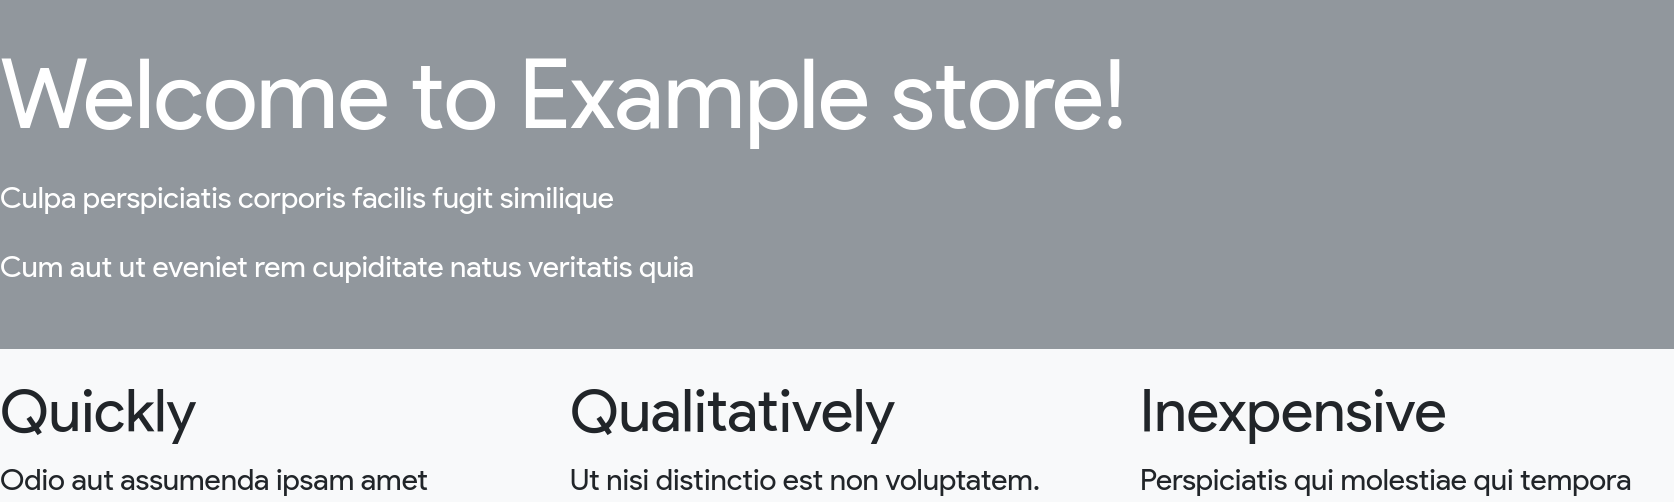 Welcome to Example store!
Culpa perspiciatis corporis facilis fugit similique
Cum aut ut eveniet rem cupiditate natus veritatis quia
Quickly
Odio aut assumenda ipsam amet
Qualitatively
Ut nisi distinctio est non voluptatem.
Inexpensive
Perspiciatis qui molestiae qui tempora